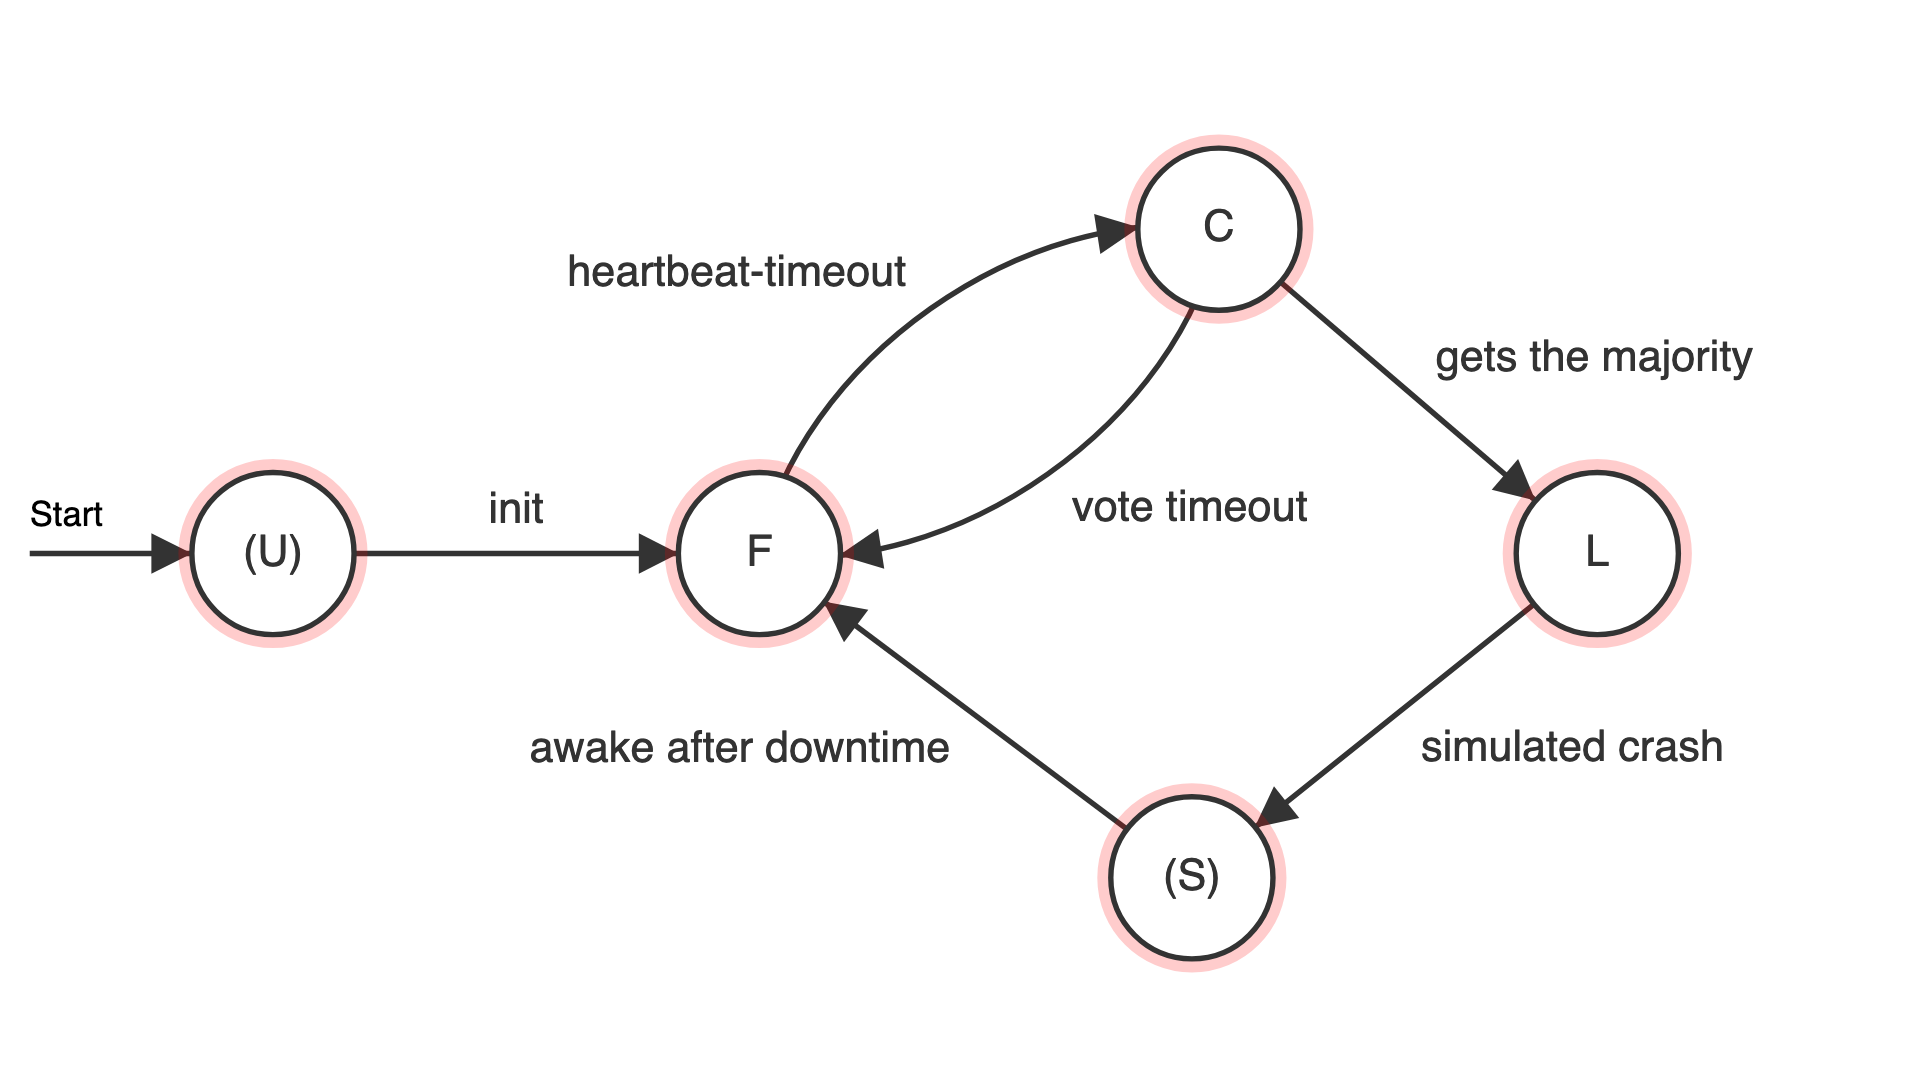 C
heartbeat-timeout
gets the majority
Start
init
vote timeout
(U)
F
L
awake after downtime
simulated crash
(S)